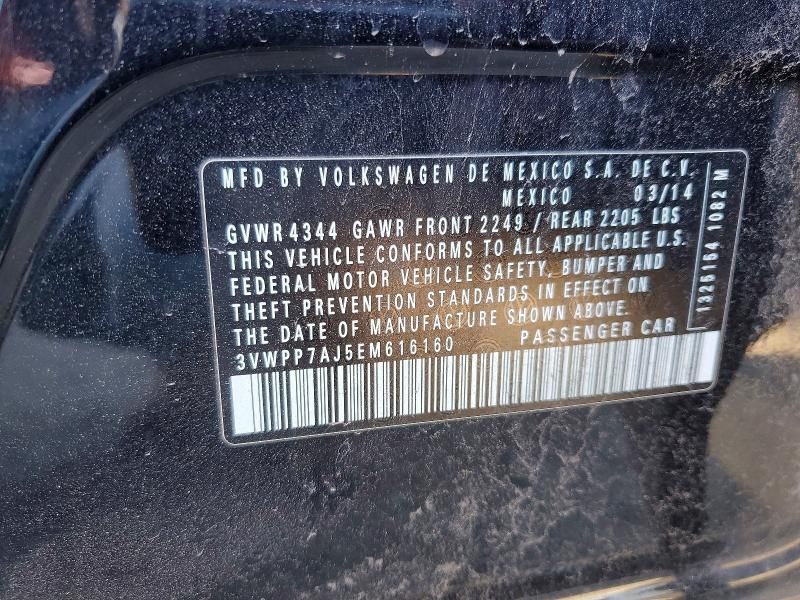 MFD BY VOLKSWAGEN DE MEXICO S.A. DE C.V.
MEXICO 03/14
GVWR 4344 GAWR FRONT 2249 / REAR 2205 LBS
THIS VEHICLE CONFORMS TO ALL APPLICABLE U.S.
FEDERAL MOTOR VEHICLE SAFETY, BUMPER AND
THEFT PREVENTION STANDARDS IN EFFECT ON
THE DATE OF MANUFACTURE SHOWN ABOVE.
3VWPP7AJ5EM616160 PASSENGER CAR
13261641082 M